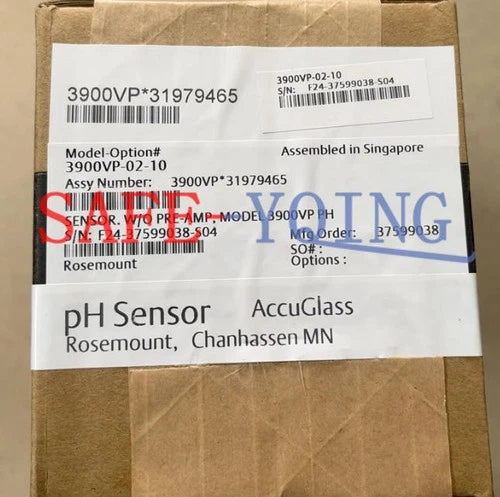 3900VP*31979465
3900VP-02-10
S/N: F24-37599038-S04
Model-Option#
Assembled in Singapore
3900VP-02-10
Assy Number: 3900VP*31979465
SAFE-YOING
SENSOR. W/O PRE-AMP. MODEL 3900VP PH
S/N: F24-37599038-S04
Mfg Order: 37599038
SO#:
Rosemount
Options :
pH Sensor AccuGlass
Rosemount, Chanhassen MN